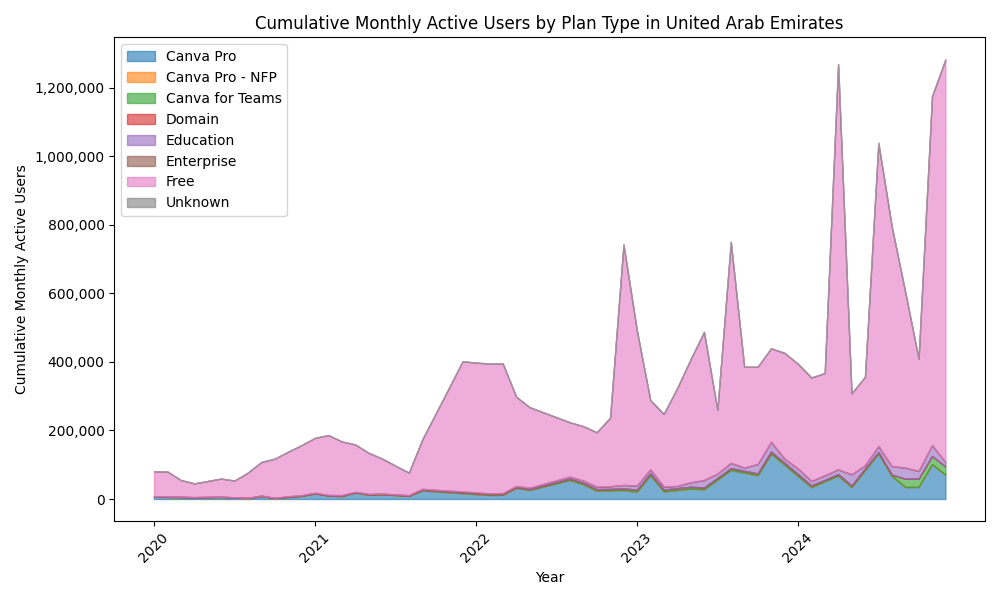 Cumulative Monthly Active Users by Plan Type in United Arab Emirates
Canva Pro
Canva Pro - NFP
Canva for Teams
Domain
Education
Enterprise
Free
Unknown
Cumulative Monthly Active Users
1,200,000
1,000,000
800,000
600,000
400,000
200,000
0
2020
2021
2022
2023
2024
Year